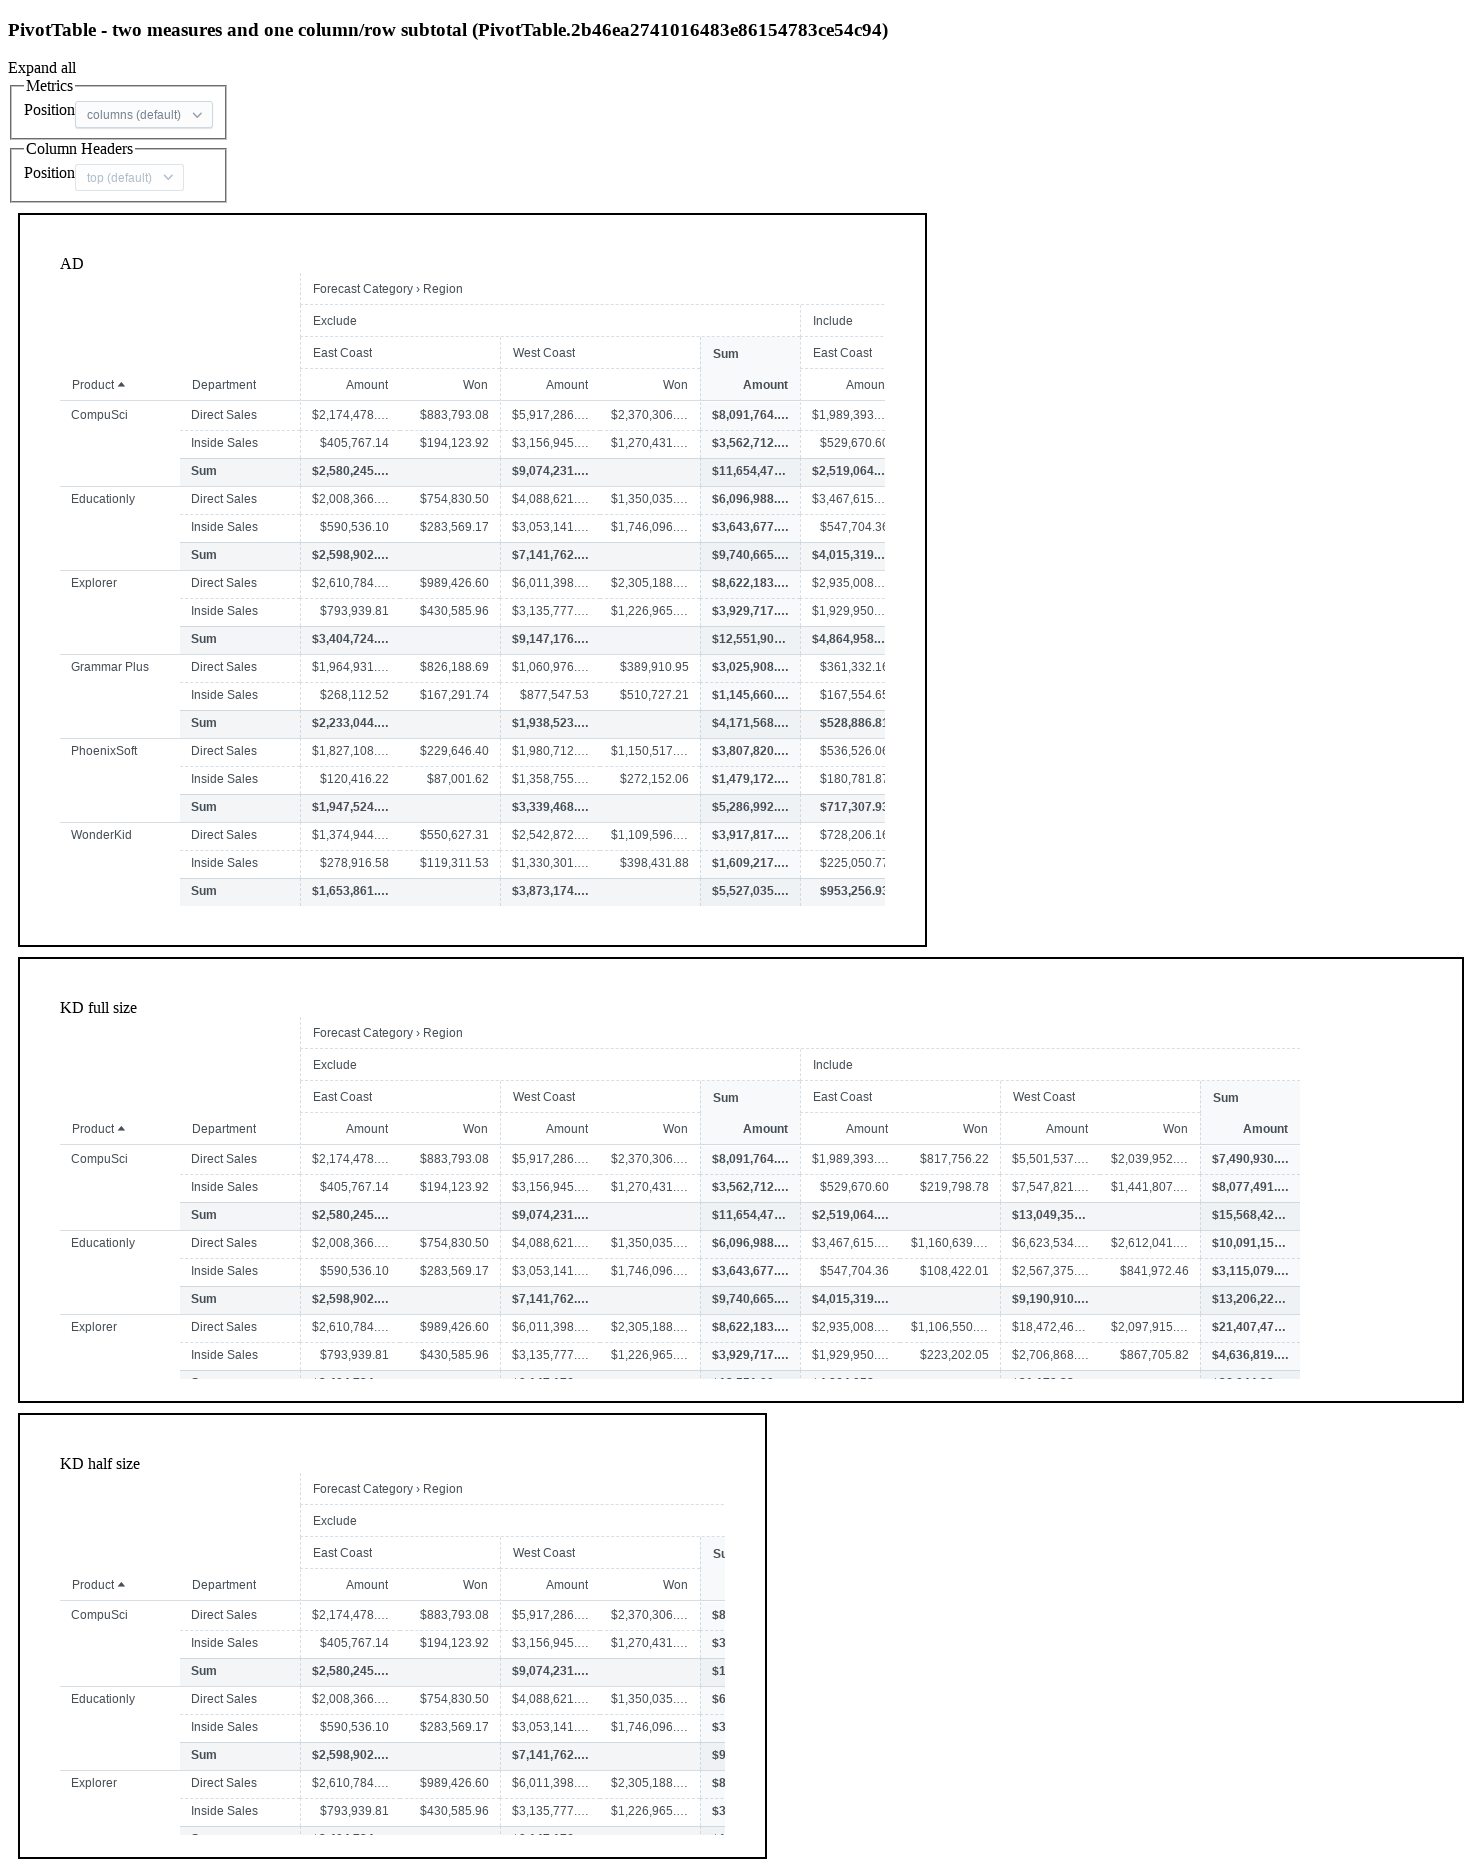 PivotTable - two measures and one column/row subtotal (PivotTable.2b46ea2741016483e86154783ce54c94)
Expand all
Metrics
Position columns (default)
Column Headers
Position top (default)
AD
Forecast Category › Region
Exclude Include
East Coast West Coast Sum East Coast
Product Department Amount Won Amount Won Amount Amoun
CompuSci Direct Sales $2,174,478.… $883,793.08 $5,917,286.… $2,370,306.… $8,091,764.… $1,989,393.…
Inside Sales $405,767.14 $194,123.92 $3,156,945.… $1,270,431.… $3,562,712.… $529,670.60
Sum $2,580,245.… $9,074,231.… $11,654,47… $2,519,064.…
Educationly Direct Sales $2,008,366.… $754,830.50 $4,088,621.… $1,350,035.… $6,096,988.… $3,467,615.…
Inside Sales $590,536.10 $283,569.17 $3,053,141.… $1,746,096.… $3,643,677.… $547,704.36
Sum $2,598,902.… $7,141,762.… $9,740,665.… $4,015,319.…
Explorer Direct Sales $2,610,784.… $989,426.60 $6,011,398.… $2,305,188.… $8,622,183.… $2,935,008.…
Inside Sales $793,939.81 $430,585.96 $3,135,777.… $1,226,965.… $3,929,717.… $1,929,950.…
Sum $3,404,724.… $9,147,176.… $12,551,90… $4,864,958.…
Grammar Plus Direct Sales $1,964,931.… $826,188.69 $1,060,976.… $389,910.95 $3,025,908.… $361,332.16
Inside Sales $268,112.52 $167,291.74 $877,547.53 $510,727.21 $1,145,660.… $167,554.65
Sum $2,233,044.… $1,938,523.… $4,171,568.… $528,886.81
PhoenixSoft Direct Sales $1,827,108.… $229,646.40 $1,980,712.… $1,150,517.… $3,807,820.… $536,526.06
Inside Sales $120,416.22 $87,001.62 $1,358,755.… $272,152.06 $1,479,172.… $180,781.87
Sum $1,947,524.… $3,339,468.… $5,286,992.… $717,307.93
WonderKid Direct Sales $1,374,944.… $550,627.31 $2,542,872.… $1,109,596.… $3,917,817.… $728,206.16
Inside Sales $278,916.58 $119,311.53 $1,330,301.… $398,431.88 $1,609,217.… $225,050.77
Sum $1,653,861.… $3,873,174.… $5,527,035.… $953,256.93
KD full size
Forecast Category › Region
Exclude Include
East Coast West Coast Sum East Coast West Coast Sum
Product Department Amount Won Amount Won Amount Amount Won Amount Won Amount
CompuSci Direct Sales $2,174,478.… $883,793.08 $5,917,286.… $2,370,306.… $8,091,764.… $1,989,393.… $817,756.22 $5,501,537.… $2,039,952.… $7,490,930.…
Inside Sales $405,767.14 $194,123.92 $3,156,945.… $1,270,431.… $3,562,712.… $529,670.60 $219,798.78 $7,547,821.… $1,441,807.… $8,077,491.…
Sum $2,580,245.… $9,074,231.… $11,654,47… $2,519,064.… $13,049,35… $15,568,42…
Educationly Direct Sales $2,008,366.… $754,830.50 $4,088,621.… $1,350,035.… $6,096,988.… $3,467,615.… $1,160,639.… $6,623,534.… $2,612,041.… $10,091,15…
Inside Sales $590,536.10 $283,569.17 $3,053,141.… $1,746,096.… $3,643,677.… $547,704.36 $108,422.01 $2,567,375.… $841,972.46 $3,115,079.…
Sum $2,598,902.… $7,141,762.… $9,740,665.… $4,015,319.… $9,190,910.… $13,206,22…
Explorer Direct Sales $2,610,784.… $989,426.60 $6,011,398.… $2,305,188.… $8,622,183.… $2,935,008.… $1,106,550.… $18,472,46… $2,097,915.… $21,407,47…
Inside Sales $793,939.81 $430,585.96 $3,135,777.… $1,226,965.… $3,929,717.… $1,929,950.… $223,202.05 $2,706,868.… $867,705.82 $4,636,819.…
KD half size
Forecast Category › Region
Exclude
East Coast West Coast Su
Product Department Amount Won Amount Won
CompuSci Direct Sales $2,174,478.… $883,793.08 $5,917,286.… $2,370,306.… $8
Inside Sales $405,767.14 $194,123.92 $3,156,945.… $1,270,431.… $3
Sum $2,580,245.… $9,074,231.… $1
Educationly Direct Sales $2,008,366.… $754,830.50 $4,088,621.… $1,350,035.… $6
Inside Sales $590,536.10 $283,569.17 $3,053,141.… $1,746,096.… $3
Sum $2,598,902.… $7,141,762.… $9
Explorer Direct Sales $2,610,784.… $989,426.60 $6,011,398.… $2,305,188.… $8
Inside Sales $793,939.81 $430,585.96 $3,135,777.… $1,226,965.… $3